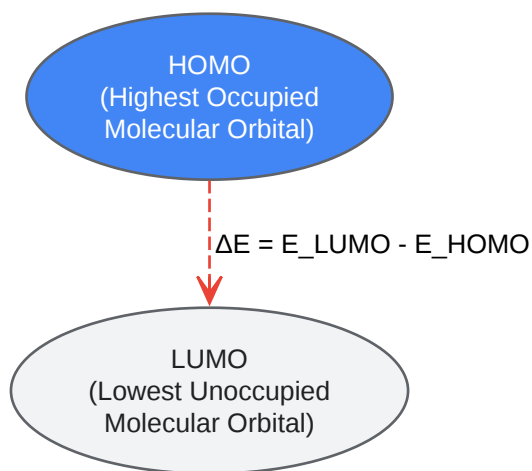 HOMO
(Highest Occupied
Molecular Orbital)
ΔE = E_LUMO - E_HOMO
LUMO
(Lowest Unoccupied
Molecular Orbital)